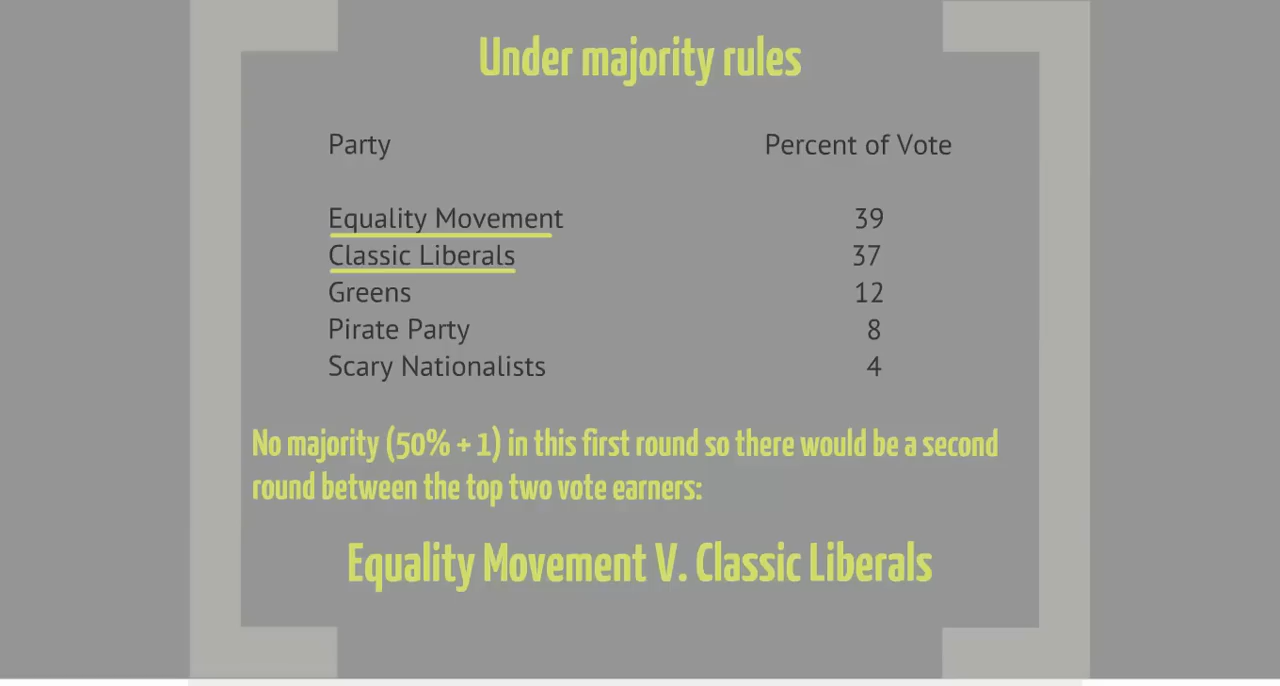 Under majority rules
Party Percent of Vote
Equality Movement 39
Classic Liberals 37
Greens 12
Pirate Party 8
Scary Nationalists 4
No majority (50% + 1) in this first round so there would be a second
round between the top two vote earners:
Equality Movement V. Classic Liberals